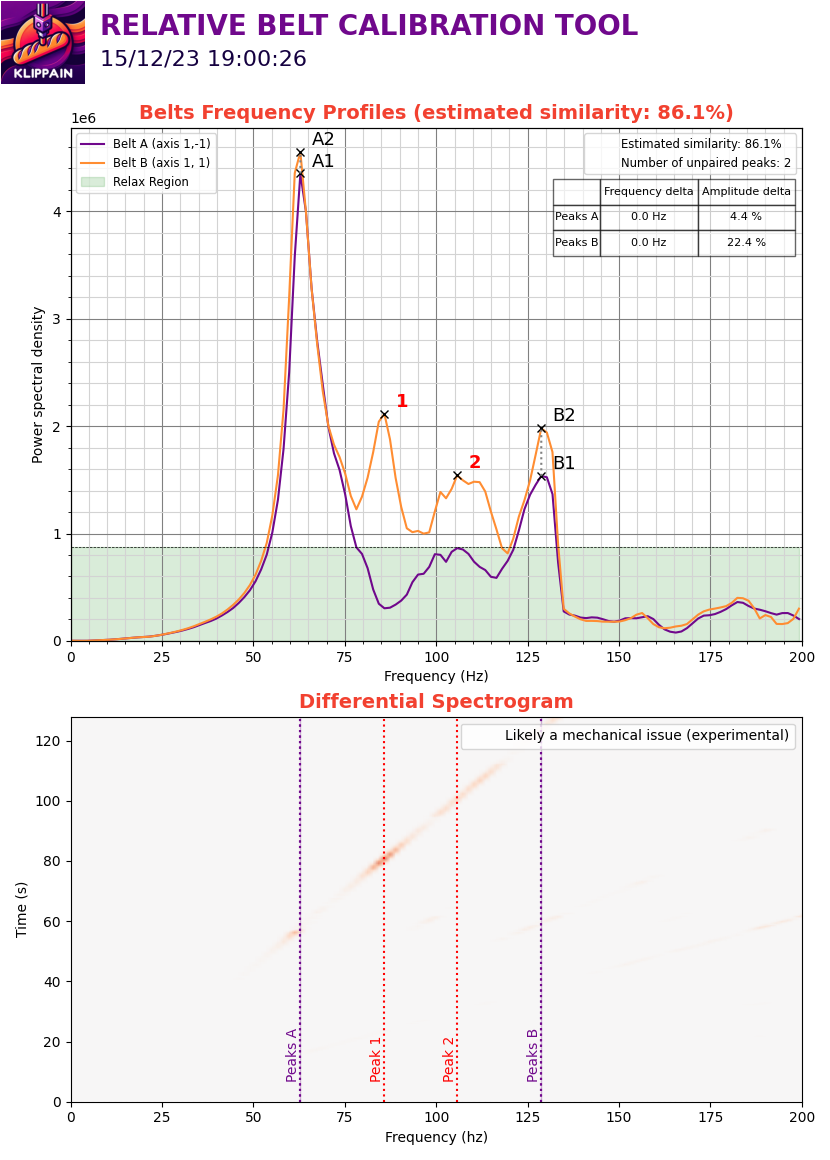 KLIPPAIN
RELATIVE BELT CALIBRATION TOOL
15/12/23 19:00:26
Belts Frequency Profiles (estimated similarity: 86.1%)
1e6
Belt A (axis 1,-1)
Belt B (axis 1, 1)
Relax Region
A2
A1
Estimated similarity: 86.1%
Number of unpaired peaks: 2
Frequency delta Amplitude delta
Peaks A 0.0 Hz 4.4 %
Peaks B 0.0 Hz 22.4 %
1
2
B2
B1
4
3
2
1
0
Power spectral density
0 25 50 75 100 125 150 175 200
Frequency (Hz)
Differential Spectrogram
Likely a mechanical issue (experimental)
120
100
80
60
40
20
0
Time (s)
Peaks A
Peak 1
Peak 2
Peaks B
0 25 50 75 100 125 150 175 200
Frequency (hz)